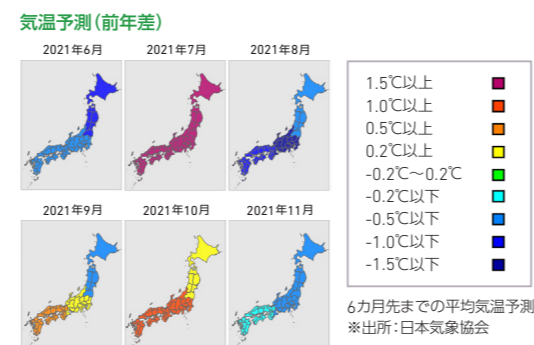 気温予測（前年差）
2021年6月
2021年7月
2021年8月
2021年9月
2021年10月
2021年11月
1.5℃以上
1.0℃以上
0.5℃以上
0.2℃以上
-0.2℃～0.2℃
-0.2℃以下
-0.5℃以下
-1.0℃以下
-1.5℃以下
6カ月先までの平均気温予測
※出所：日本気象協会